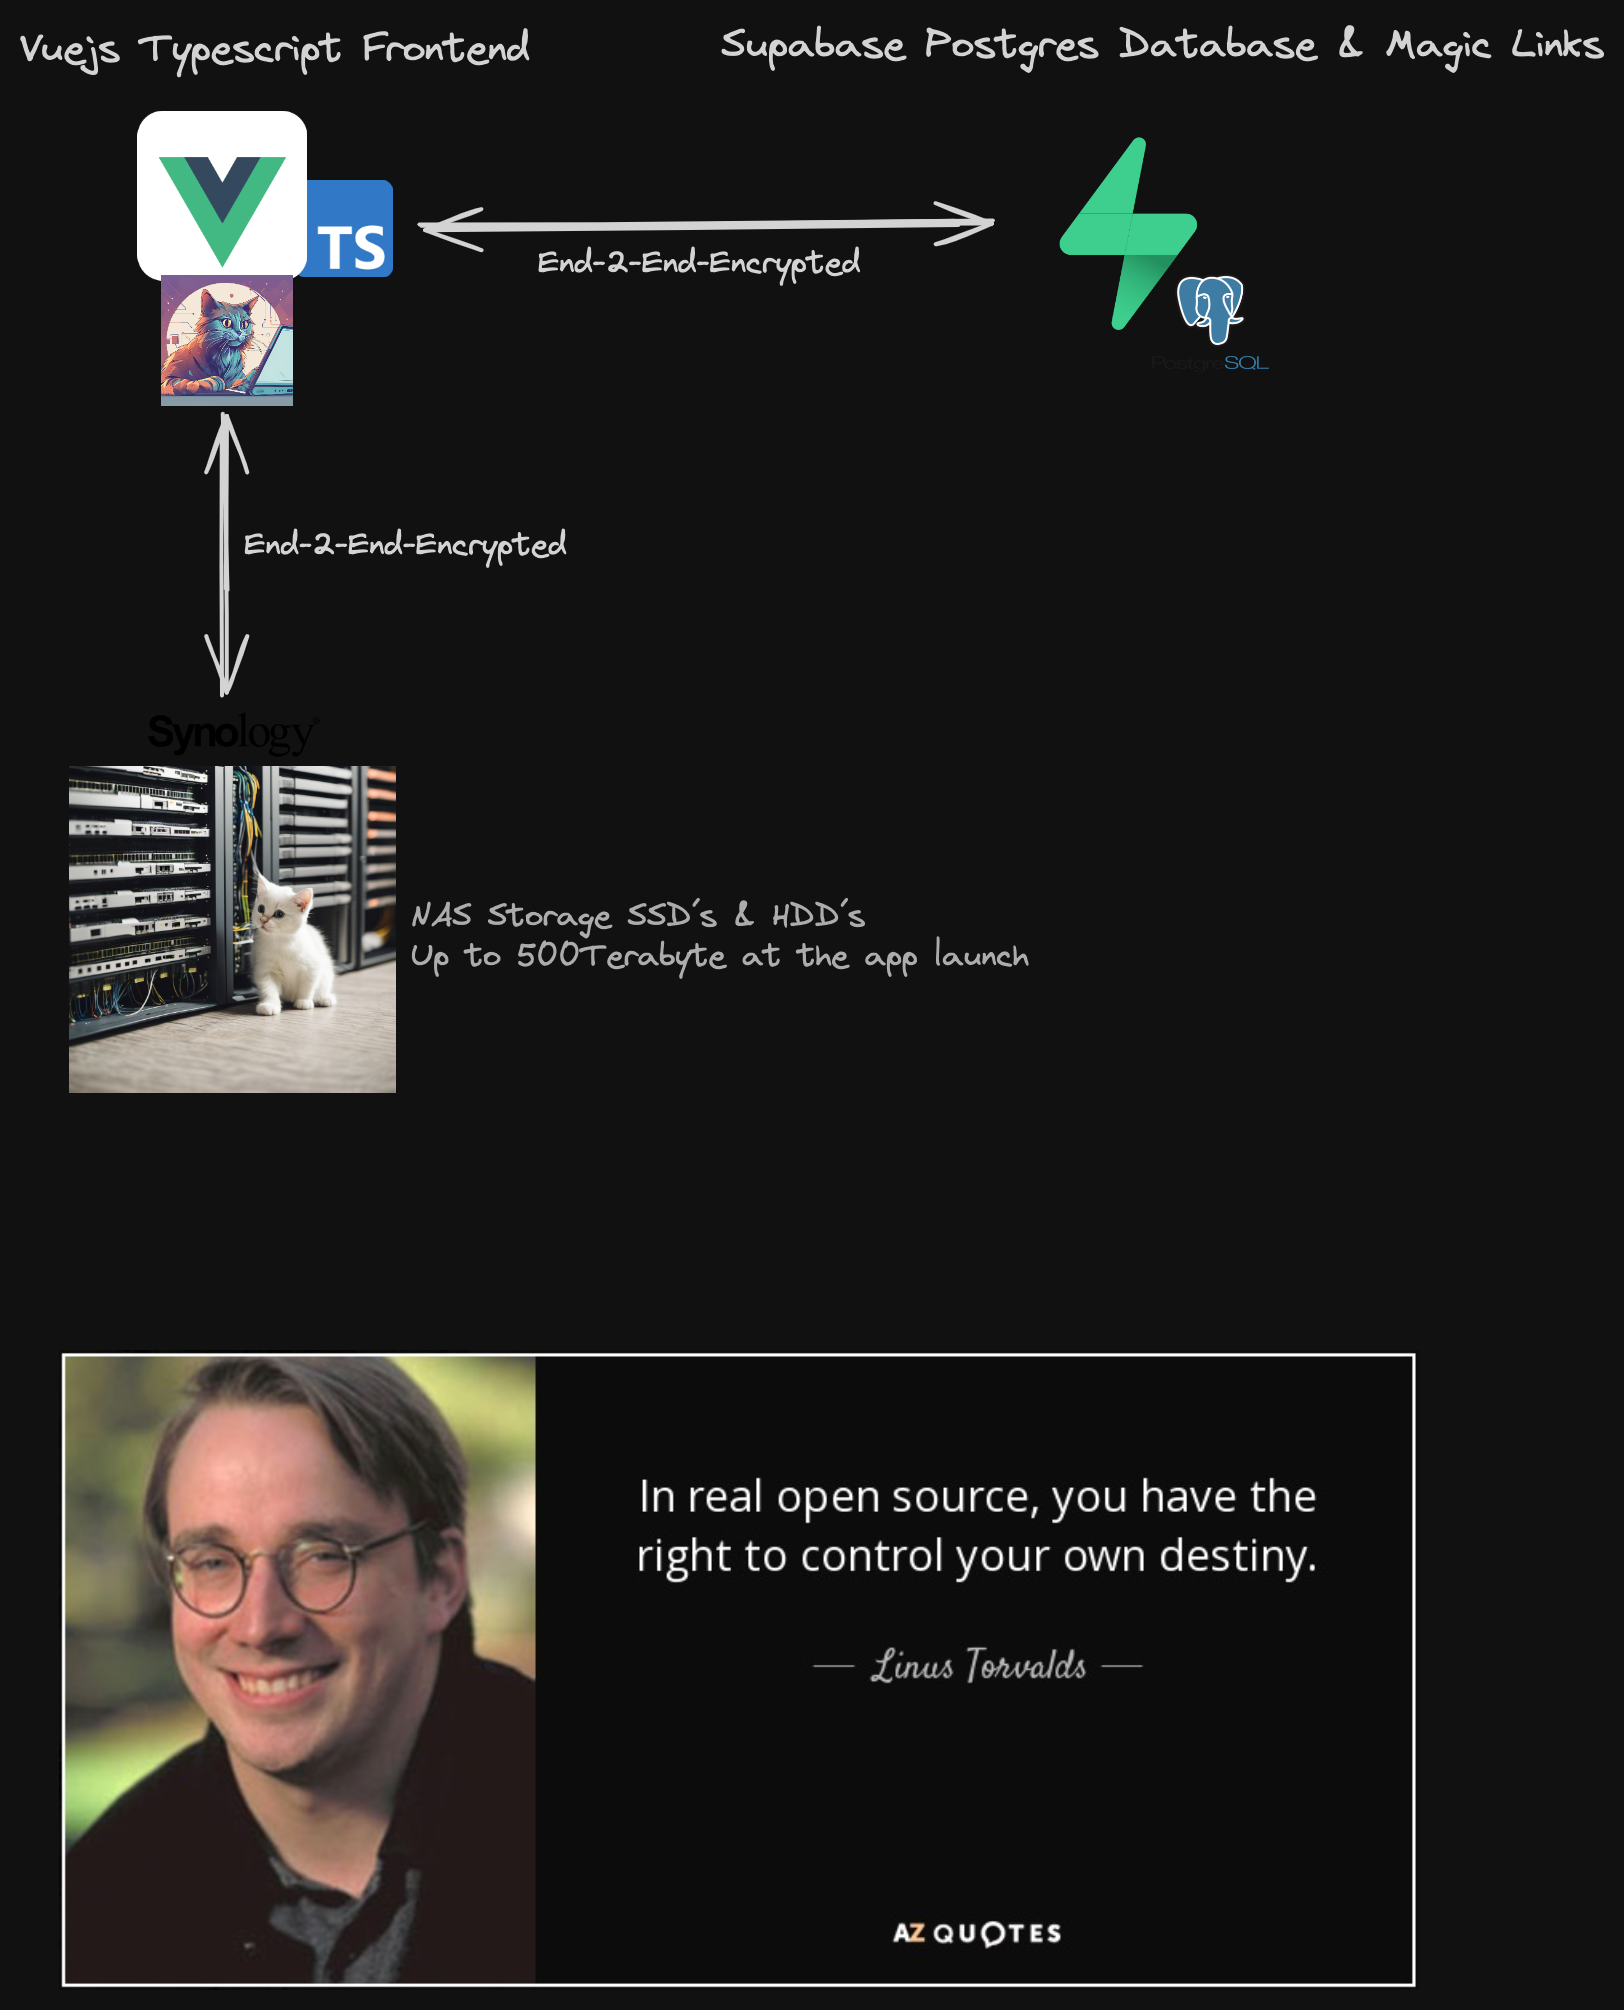 Vuejs Typescript Frontend
Supabase Postgres Database & Magic Links
TS
End-2-End-Encrypted
PostgreSQL
End-2-End-Encrypted
Synology®
NAS Storage SSD´s & HDD´s
Up to 500Terabyte at the app launch
In real open source, you have the
right to control your own destiny.
— Linus Torvalds —
AZ QUOTES